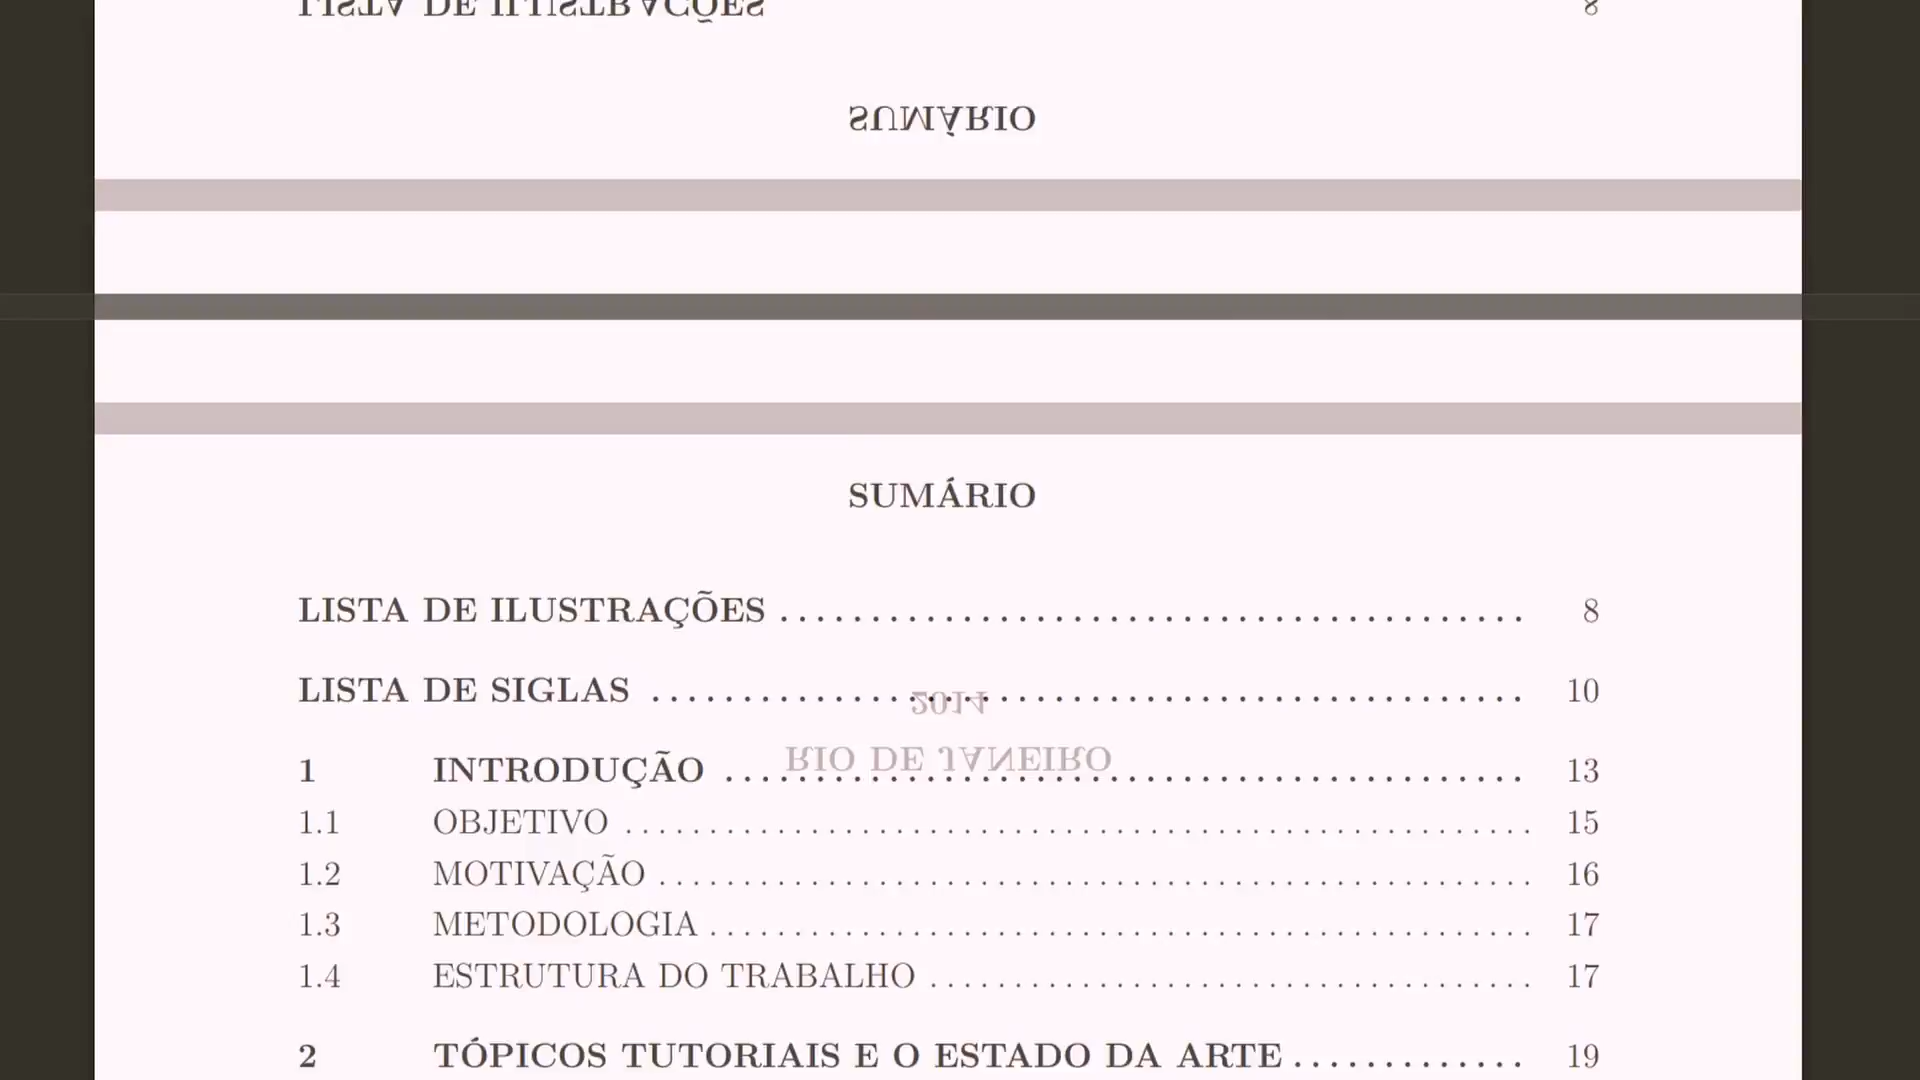 LISTA DE ILUSTRAÇÕES 8
SUMÁRIO
SUMÁRIO
LISTA DE ILUSTRAÇÕES ........................................ 8
LISTA DE SIGLAS ............................................... 10
2014
RIO DE JANEIRO
1 INTRODUÇÃO ............................................ 13
1.1 OBJETIVO ...................................................... 15
1.2 MOTIVAÇÃO .................................................... 16
1.3 METODOLOGIA ................................................. 17
1.4 ESTRUTURA DO TRABALHO .................................... 17
2 TÓPICOS TUTORIAIS E O ESTADO DA ARTE ............. 19